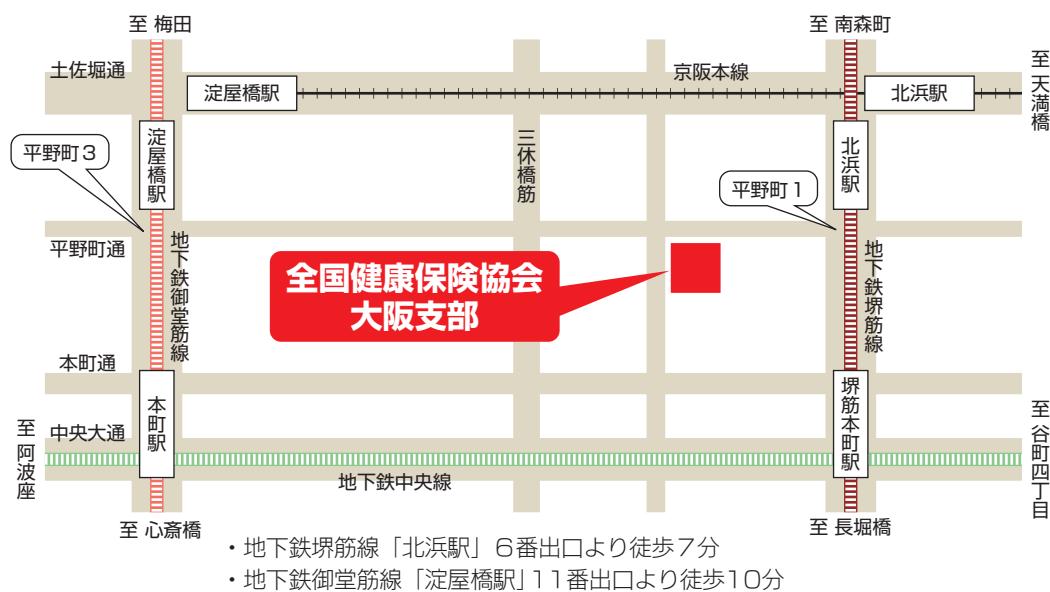 至 梅田
至 南森町
土佐堀通
京阪本線
至 天満橋
淀屋橋駅
北浜駅
淀屋橋駅
三休橋筋
北浜駅
平野町3
平野町1
平野町通
地下鉄御堂筋線
地下鉄堺筋線
全国健康保険協会
大阪支部
本町通
本町駅
堺筋本町駅
中央大通
至 阿波座
至 谷町四丁目
地下鉄中央線
至 心斎橋
至 長堀橋
・地下鉄堺筋線「北浜駅」6番出口より徒歩7分
・地下鉄御堂筋線「淀屋橋駅」11番出口より徒歩10分